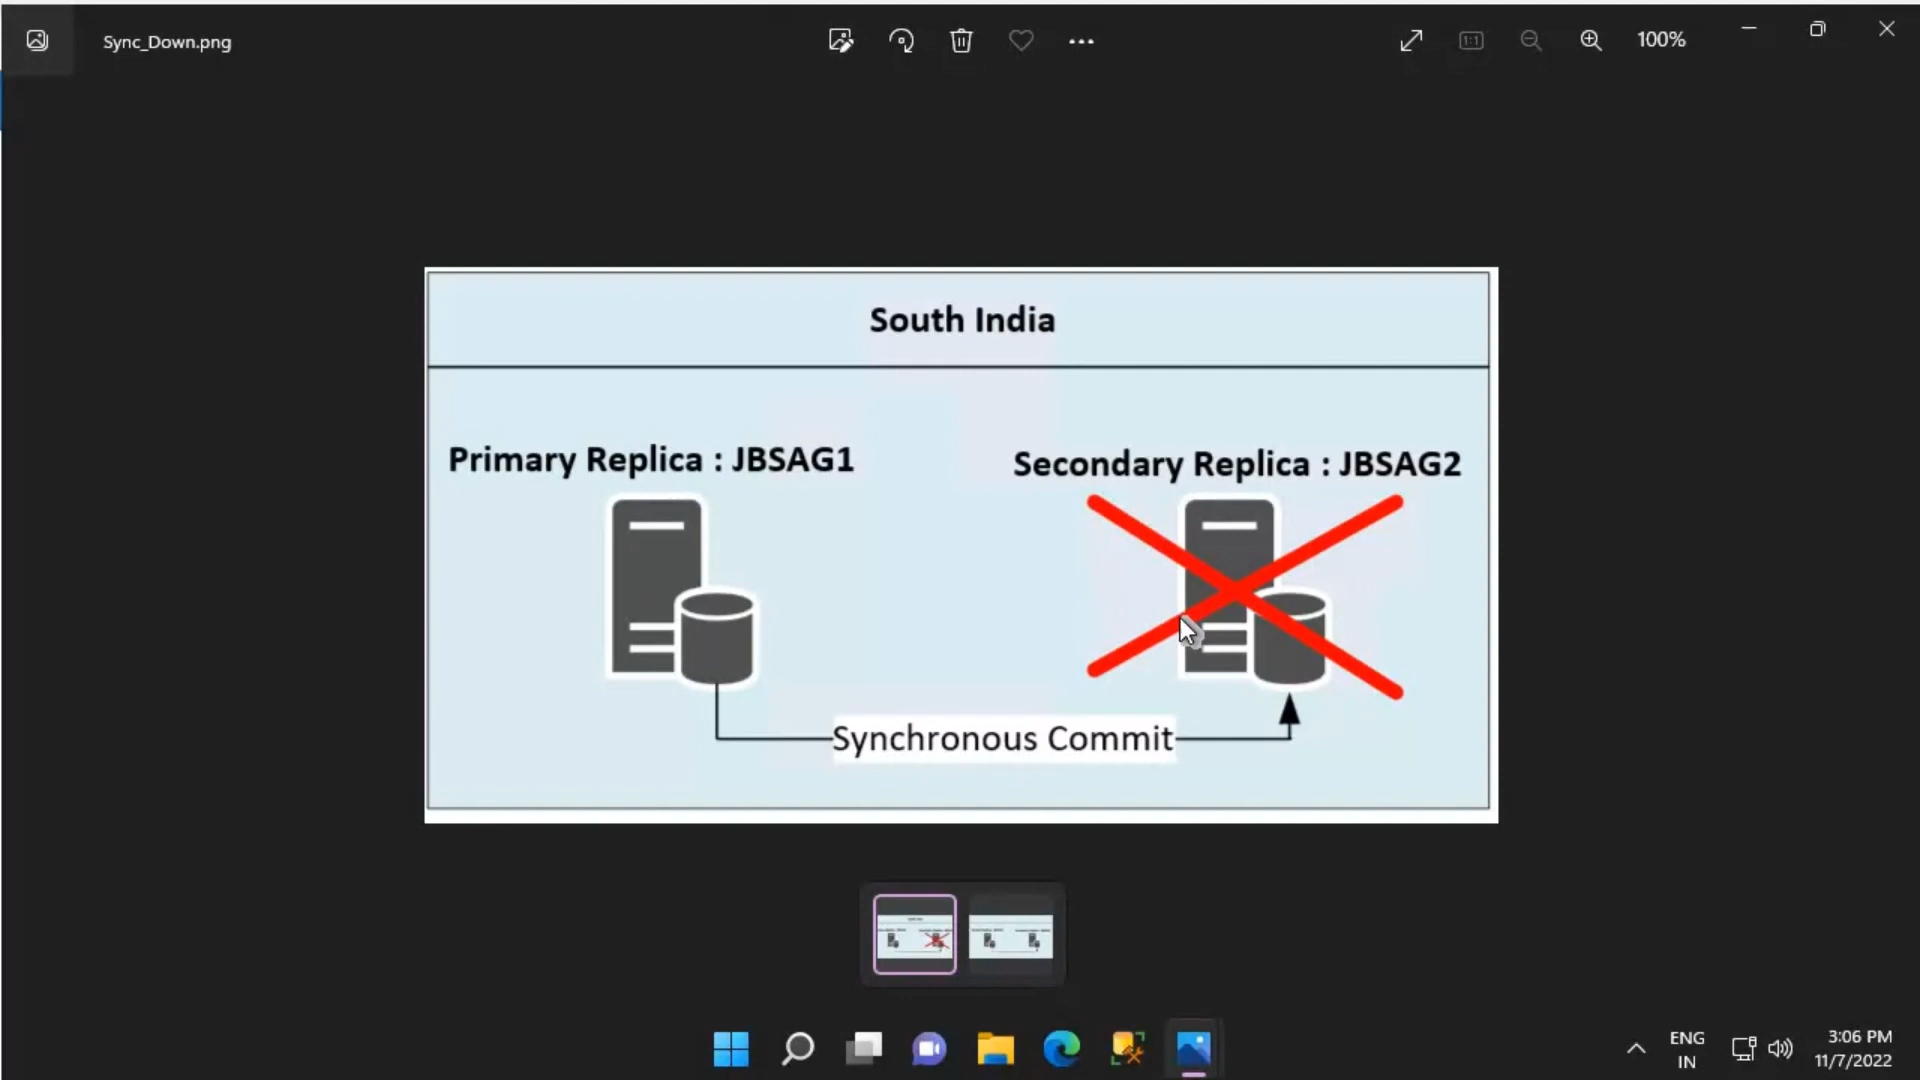 Sync_Down.png
100%
South India
Primary Replica : JBSAG1
Secondary Replica : JBSAG2
Synchronous Commit
ENG
IN
3:06 PM
11/7/2022